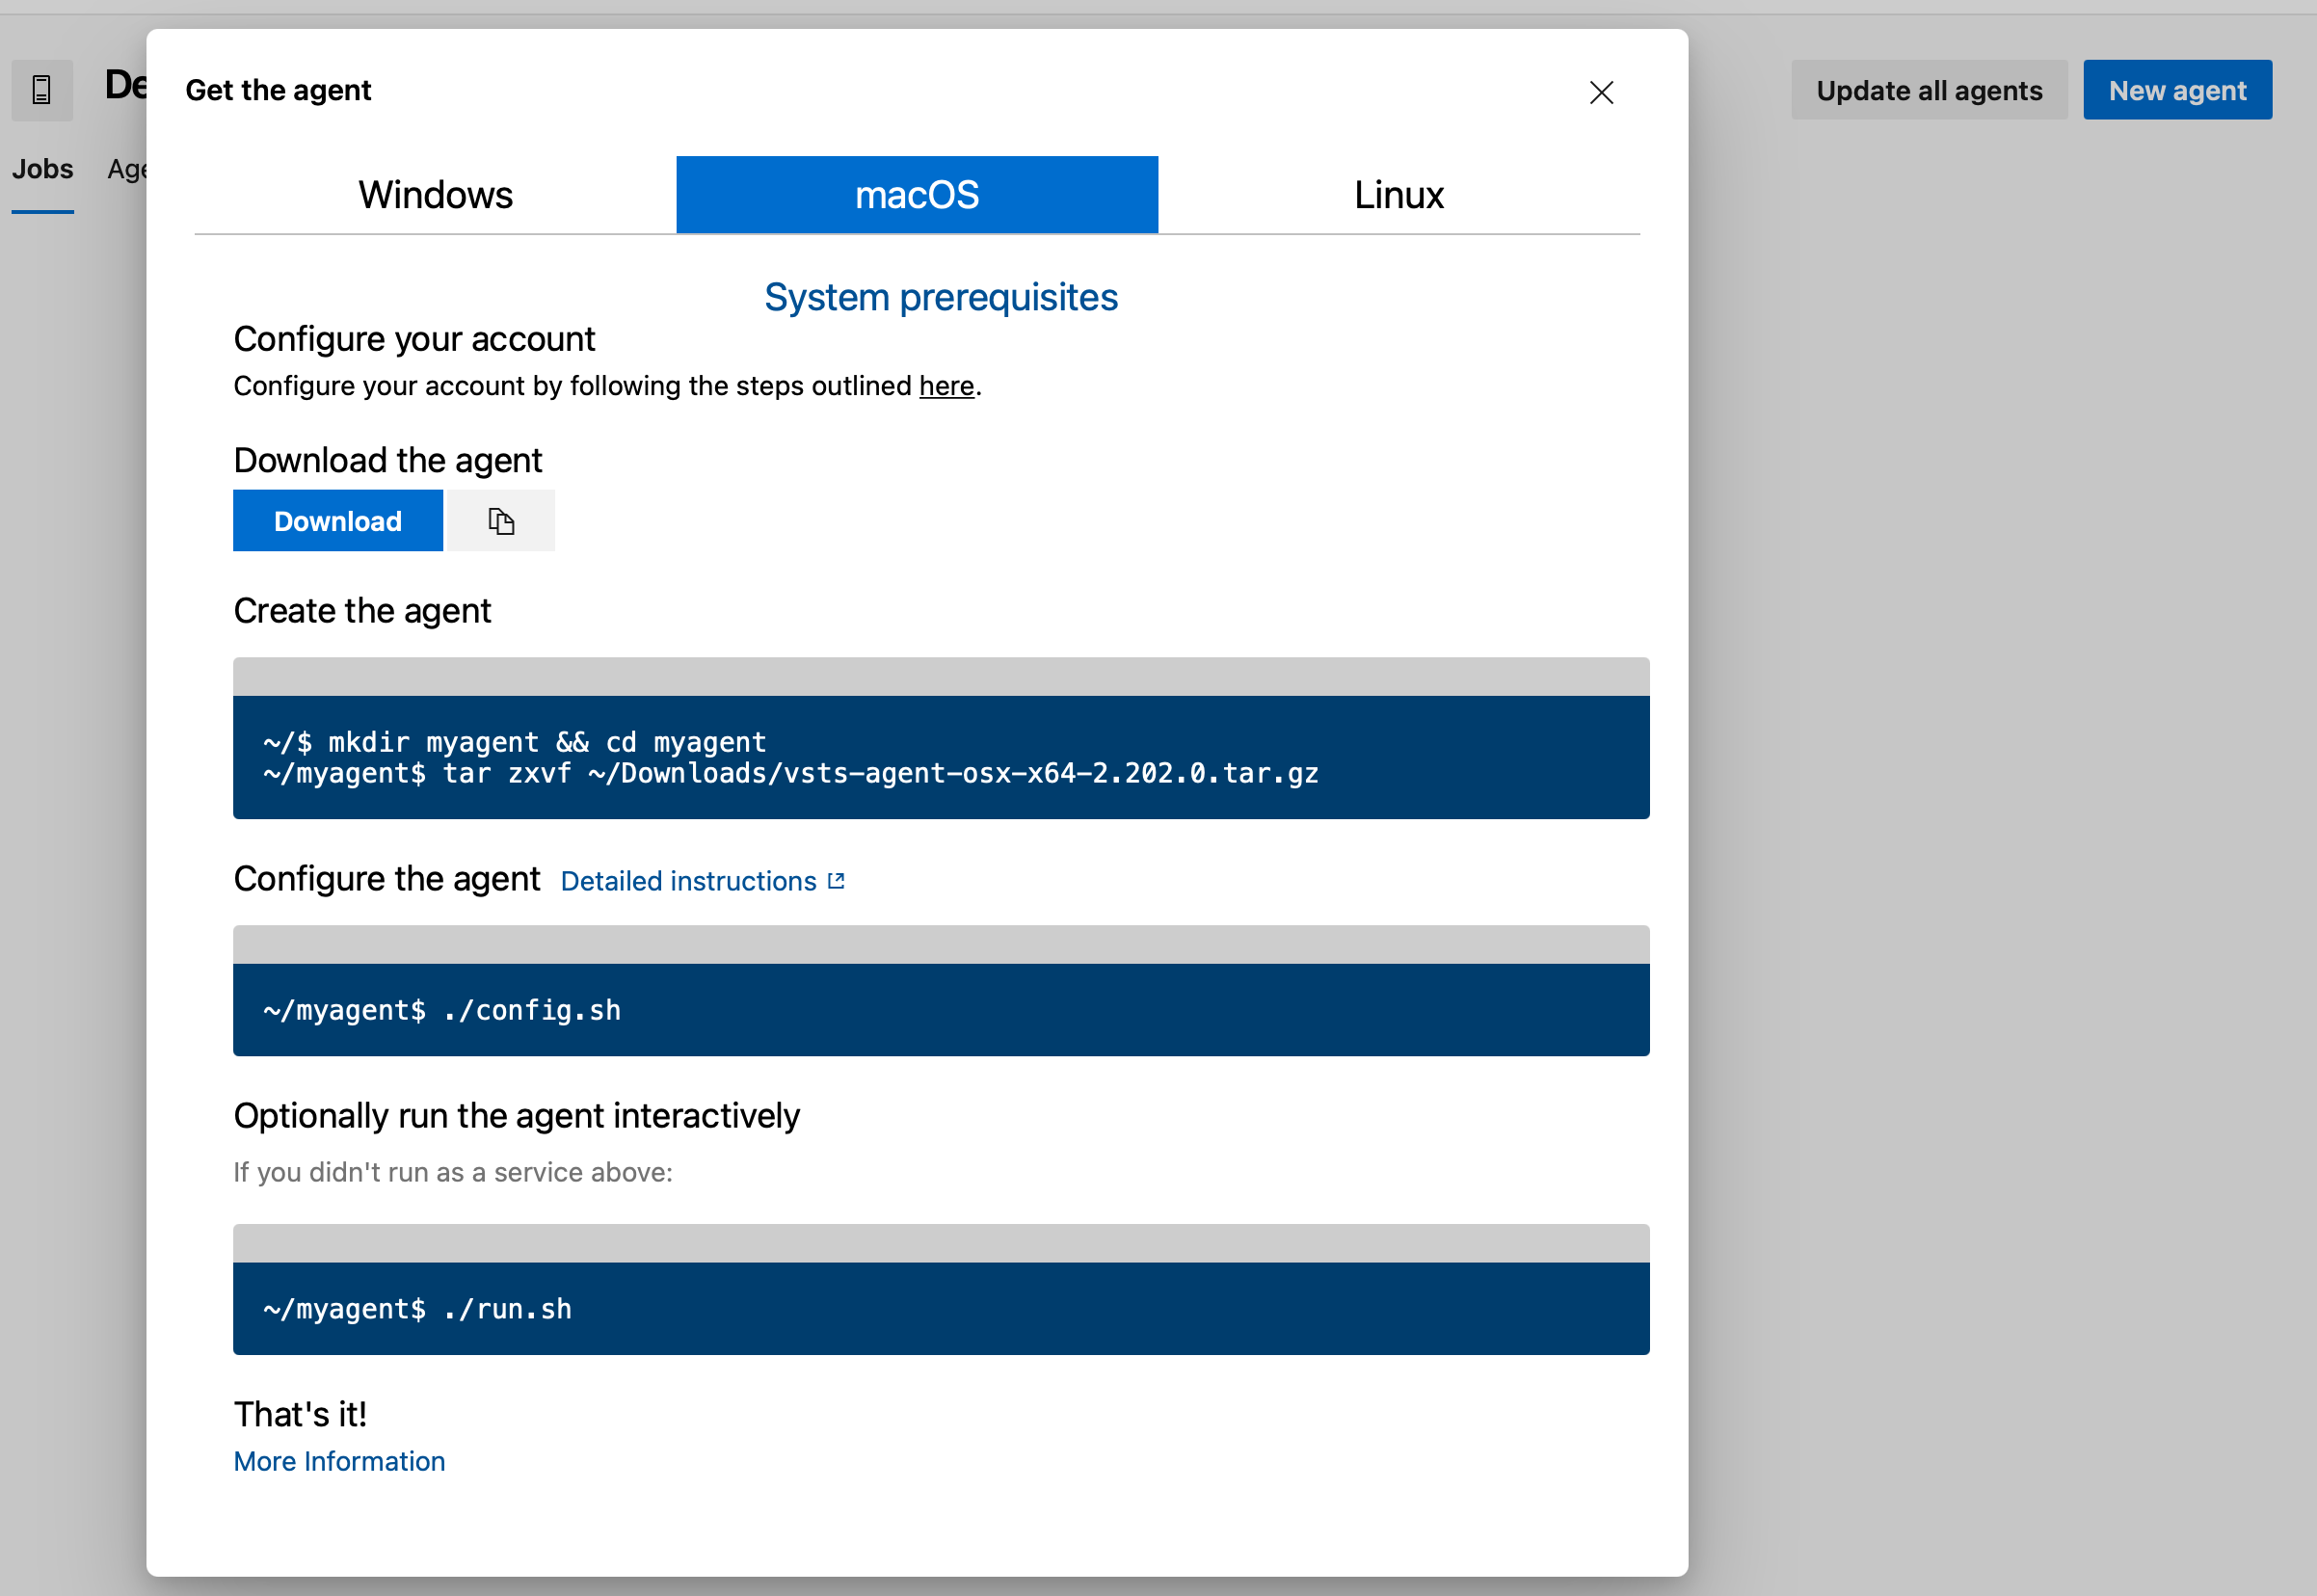 De
Update all agents
New agent
Jobs
Age
Get the agent
Windows
macOS
Linux
System prerequisites
Configure your account
Configure your account by following the steps outlined here.
Download the agent
Download
Create the agent
~/$ mkdir myagent && cd myagent
~/myagent$ tar zxvf ~/Downloads/vsts-agent-osx-x64-2.202.0.tar.gz
Configure the agent Detailed instructions
~/myagent$ ./config.sh
Optionally run the agent interactively
If you didn't run as a service above:
~/myagent$ ./run.sh
That's it!
More Information